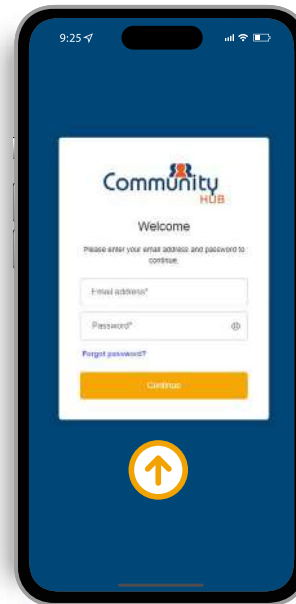 9:25
Community
HUB
Welcome
Please enter your email address and password to
continue.
Email address*
Password*
Forgot password?
Continue